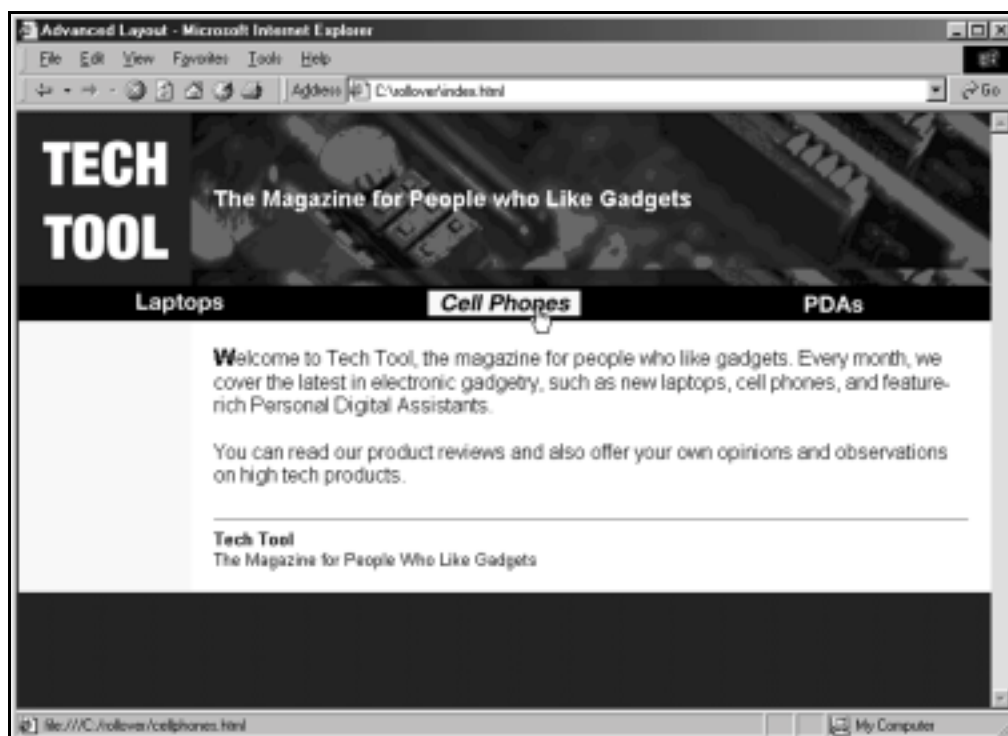 Advanced Layout - Microsoft Internet Explorer
File Edit View Favorites Tools Help
Address C:\rollover\index.html Go
TECH
TOOL
The Magazine for People who Like Gadgets
Laptops Cell Phones PDAs
Welcome to Tech Tool, the magazine for people who like gadgets. Every month, we
cover the latest in electronic gadgetry, such as new laptops, cell phones, and feature-
rich Personal Digital Assistants.
You can read our product reviews and also offer your own opinions and observations
on high tech products.
Tech Tool
The Magazine for People Who Like Gadgets
file:///C:/rollover/cellphones.html My Computer